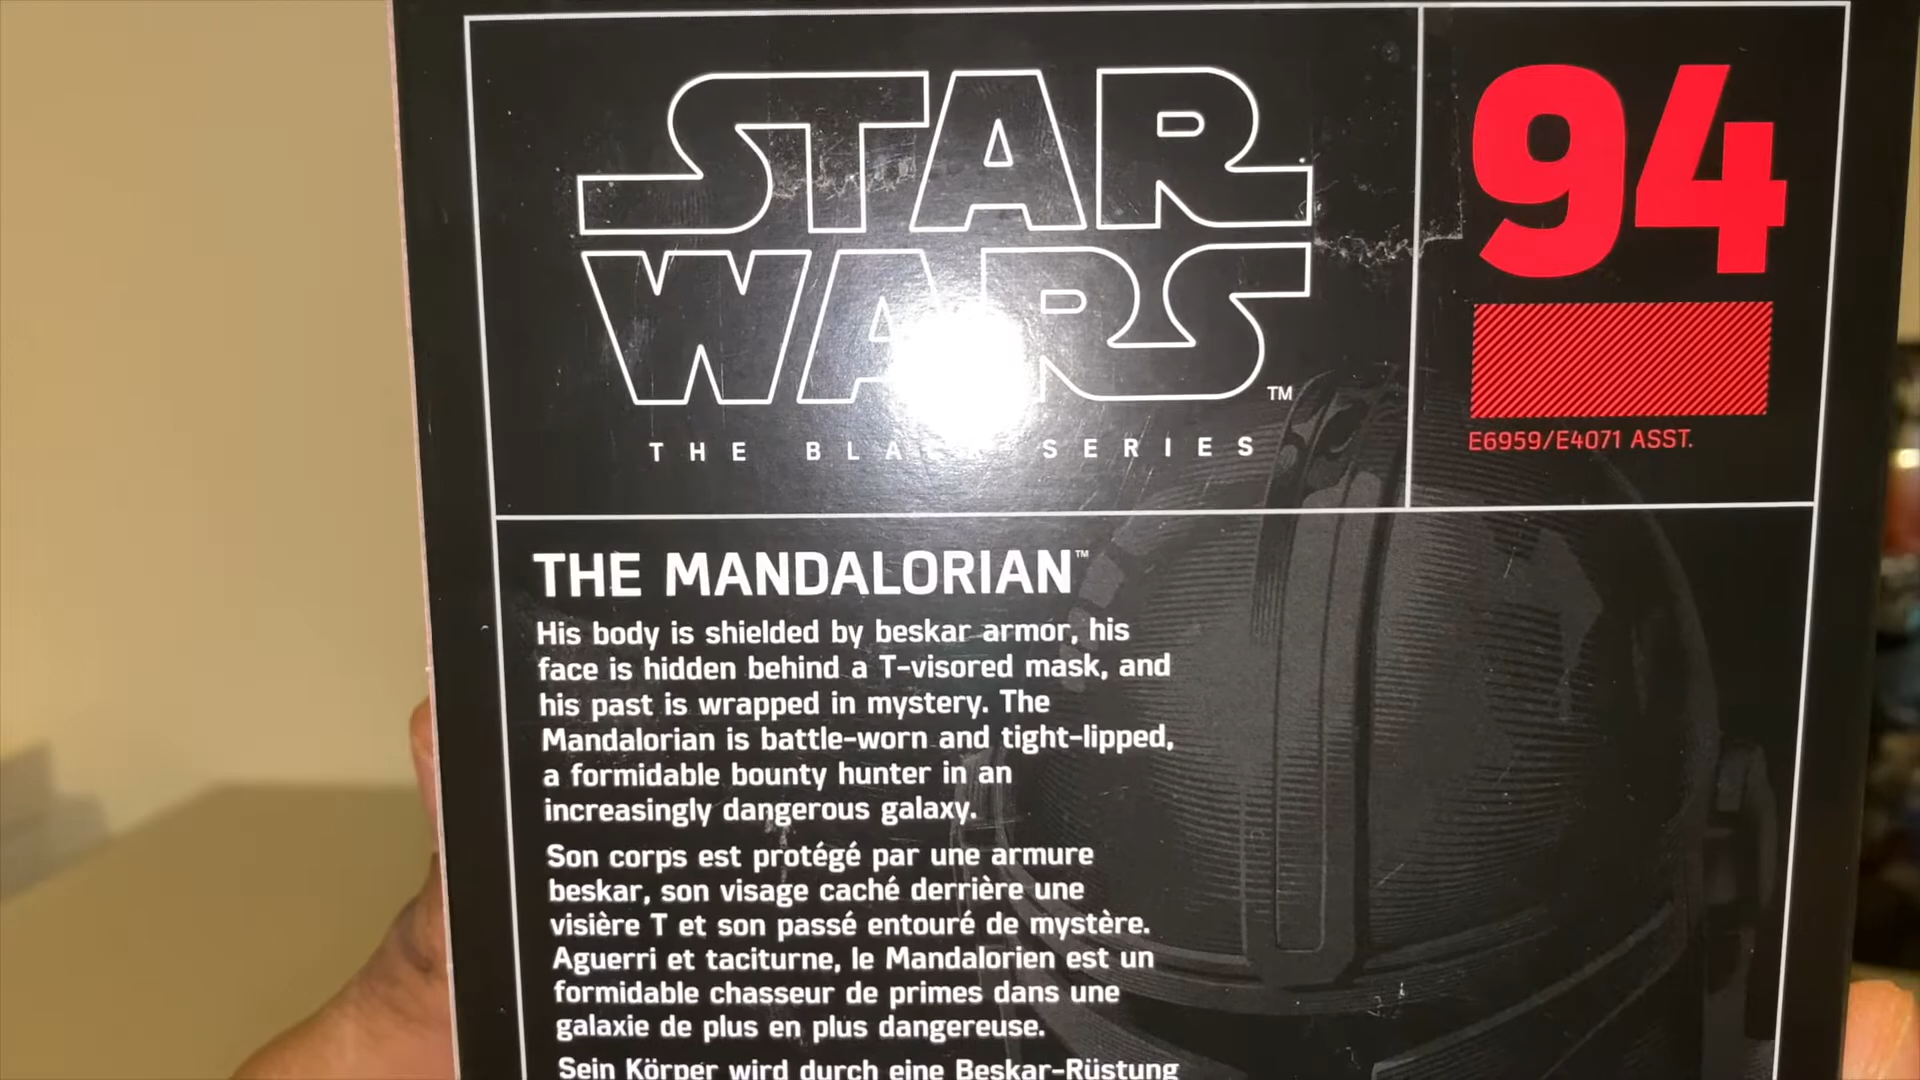 STAR
WARS
TM
THE BLACK SERIES
94
E6959/E4071 ASST.
THE MANDALORIAN™
His body is shielded by beskar armor, his
face is hidden behind a T-visored mask, and
his past is wrapped in mystery. The
Mandalorian is battle-worn and tight-lipped,
a formidable bounty hunter in an
increasingly dangerous galaxy.
Son corps est protégé par une armure
beskar, son visage caché derrière une
visière T et son passé entouré de mystère.
Aguerri et taciturne, le Mandalorien est un
formidable chasseur de primes dans une
galaxie de plus en plus dangereuse.
Sein Körper wird durch eine Beskar-Rüstung